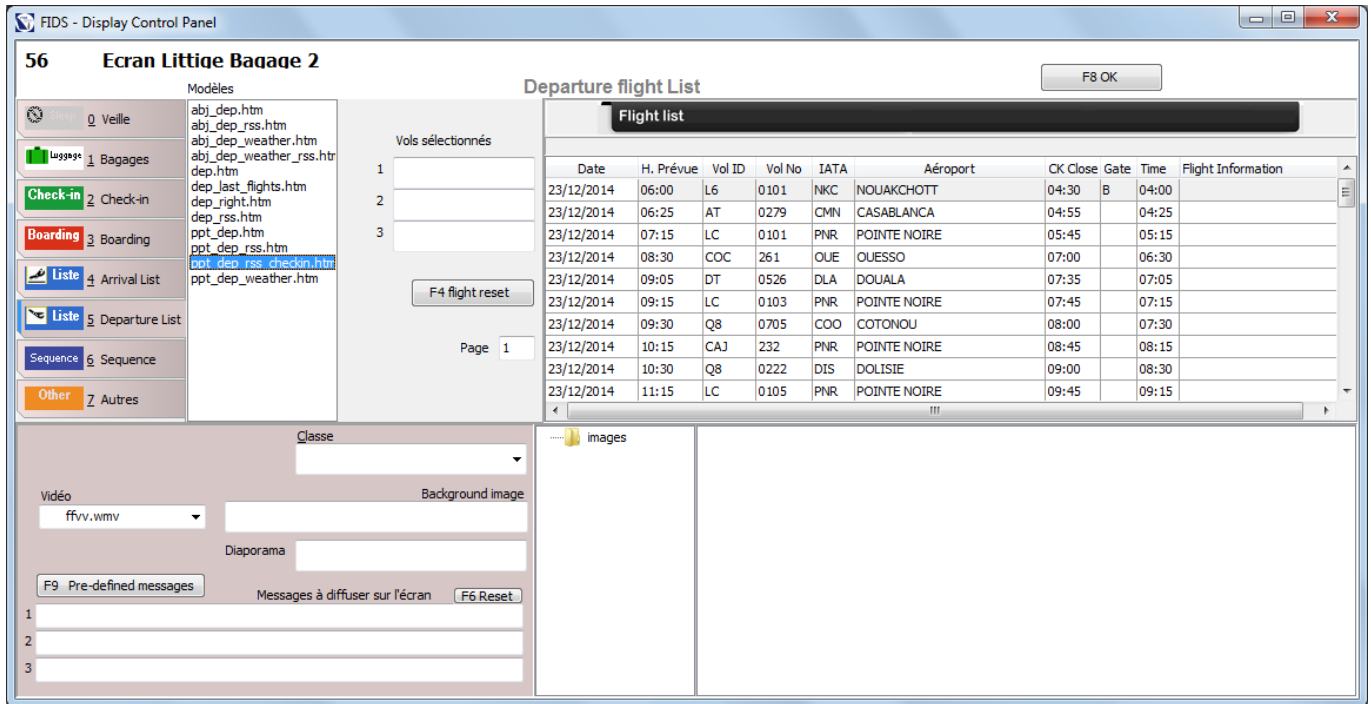 FIDS - Display Control Panel
56 Ecran Littige Bagage 2
Modèles
Departure flight List
F8 OK
Sleep 0 Veille
Luggage 1 Bagages
Check-in 2 Check-in
Boarding 3 Boarding
Liste 4 Arrival List
Liste 5 Departure List
Sequence 6 Sequence
Other 7 Autres
abj_dep.htm
abj_dep_rss.htm
abj_dep_weather.htm
abj_dep_weather_rss.htr
dep.htm
dep_last_flights.htm
dep_right.htm
dep_rss.htm
ppt_dep.htm
ppt_dep_rss.htm
ppt_dep_rss_checkin.htm
ppt_dep_weather.htm
Vols sélectionnés
1
2
3
F4 flight reset
Page 1
Flight list
Date H. Prévue Vol ID Vol No IATA Aéroport CK Close Gate Time Flight Information
23/12/2014 06:00 L6 0101 NKC NOUAKCHOTT 04:30 B 04:00
23/12/2014 06:25 AT 0279 CMN CASABLANCA 04:55 04:25
23/12/2014 07:15 LC 0101 PNR POINTE NOIRE 05:45 05:15
23/12/2014 08:30 COC 261 OUE OUESSO 07:00 06:30
23/12/2014 09:05 DT 0526 DLA DOUALA 07:35 07:05
23/12/2014 09:15 LC 0103 PNR POINTE NOIRE 07:45 07:15
23/12/2014 09:30 Q8 0705 COO COTONOU 08:00 07:30
23/12/2014 10:15 CAJ 232 PNR POINTE NOIRE 08:45 08:15
23/12/2014 10:30 Q8 0222 DIS DOLISIE 09:00 08:30
23/12/2014 11:15 LC 0105 PNR POINTE NOIRE 09:45 09:15
Classe
Vidéo
ffvv.wmv
Background image
Diaporama
F9 Pre-defined messages
Messages à diffuser sur l'écran
F6 Reset
1
2
3
images